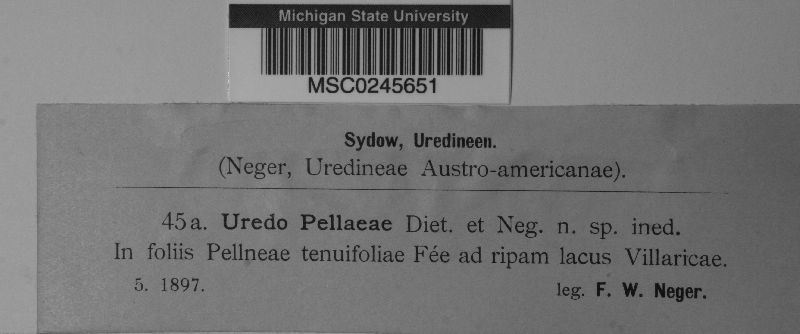 Michigan State University
MSC0245651
Sydow, Uredineen.
(Neger, Uredineae Austro-americanae).
45a. Uredo Pellaeae Diet. et Neg. n. sp. ined.
In foliis Pellneae tenuifoliae Fée ad ripam lacus Villaricae.
5. 1897.
leg. F. W. Neger.